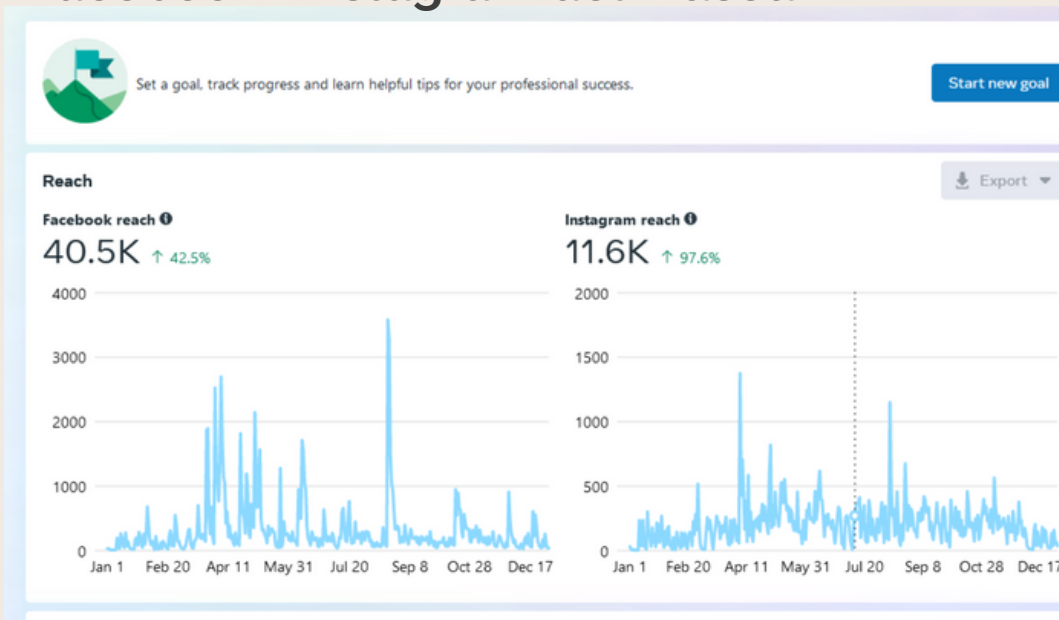 Set a goal, track progress and learn helpful tips for your professional success.
Start new goal
Reach
Export
Facebook reach
40.5K ↑ 42.5%
4000
3000
2000
1000
0
Jan 1 Feb 20 Apr 11 May 31 Jul 20 Sep 8 Oct 28 Dec 17
Instagram reach
11.6K ↑ 97.6%
2000
1500
1000
500
0
Jan 1 Feb 20 Apr 11 May 31 Jul 20 Sep 8 Oct 28 Dec 17